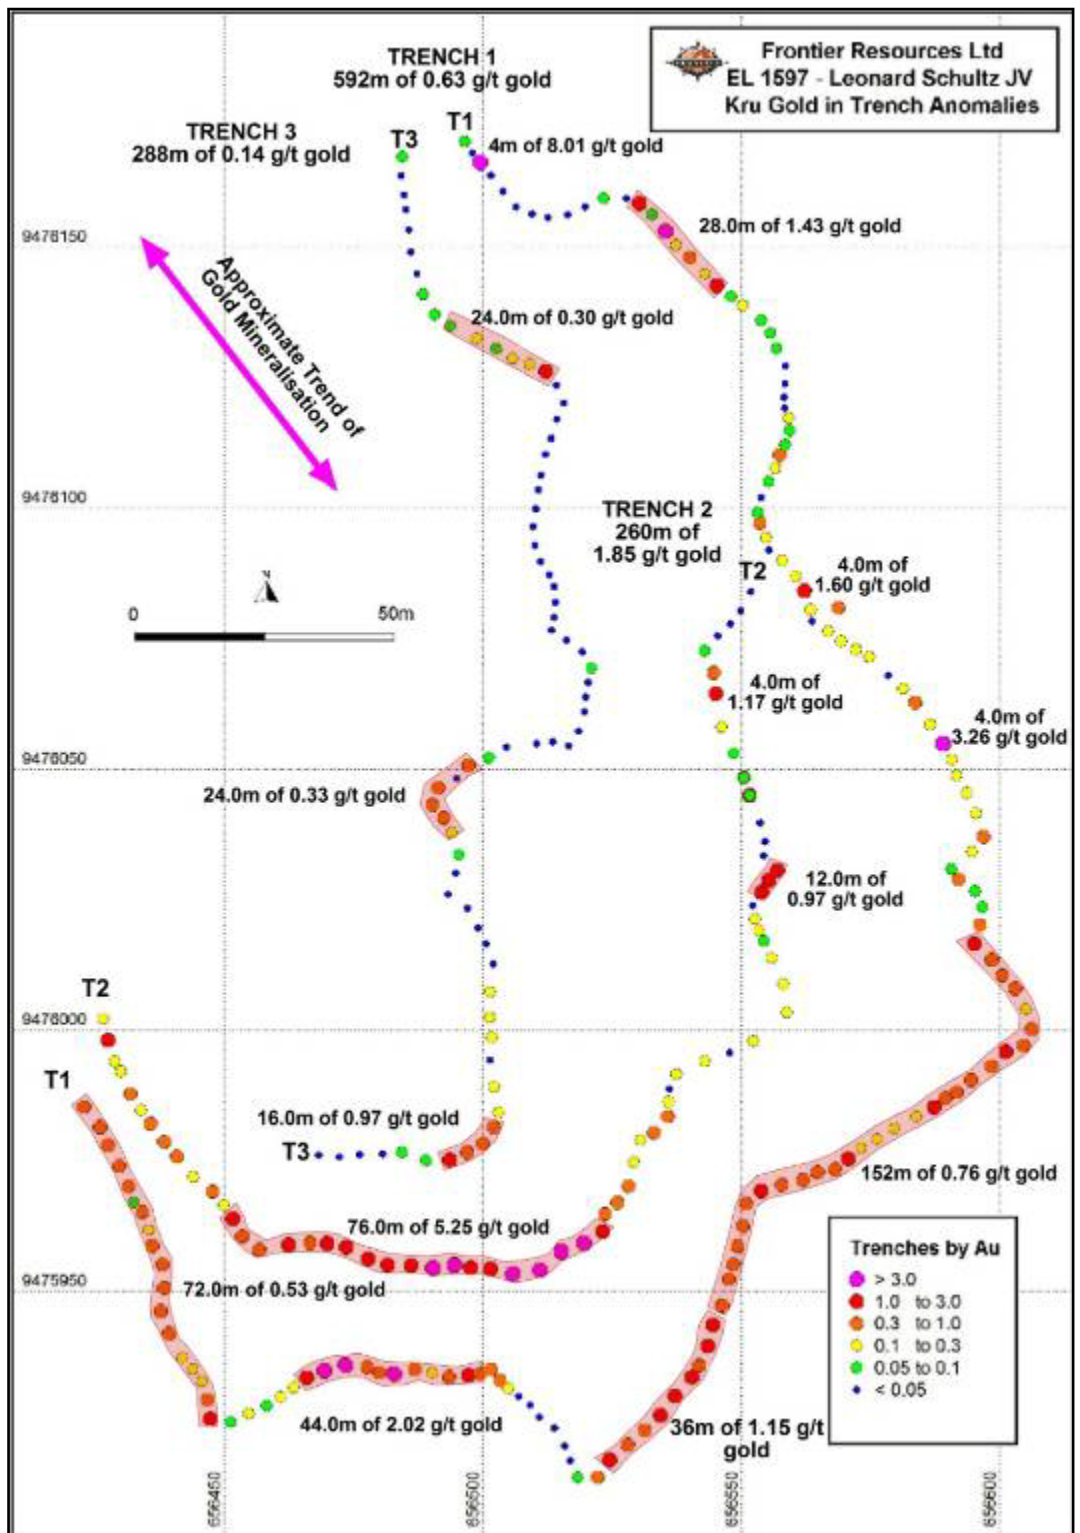 TRENCH 1
592m of 0.63 g/t gold
Frontier Resources Ltd
EL 1597 - Leonard Schultz JV
Kru Gold in Trench Anomalies
TRENCH 3
288m of 0.14 g/t gold
T3
T1
4m of 8.01 g/t gold
28.0m of 1.43 g/t gold
9476150
Approximate Trend of
Gold Mineralisation
24.0m of 0.30 g/t gold
9476100
TRENCH 2
260m of
1.85 g/t gold
T2
4.0m of
1.60 g/t gold
N
0
50m
4.0m of
1.17 g/t gold
4.0m of
3.26 g/t gold
9476050
24.0m of 0.33 g/t gold
12.0m of
0.97 g/t gold
T2
9476000
T1
16.0m of 0.97 g/t gold
T3
152m of 0.76 g/t gold
76.0m of 5.25 g/t gold
9475950
72.0m of 0.53 g/t gold
Trenches by Au
> 3.0
1.0 to 3.0
0.3 to 1.0
0.1 to 0.3
0.05 to 0.1
< 0.05
44.0m of 2.02 g/t gold
36m of 1.15 g/t
gold
656450
656500
656550
656600